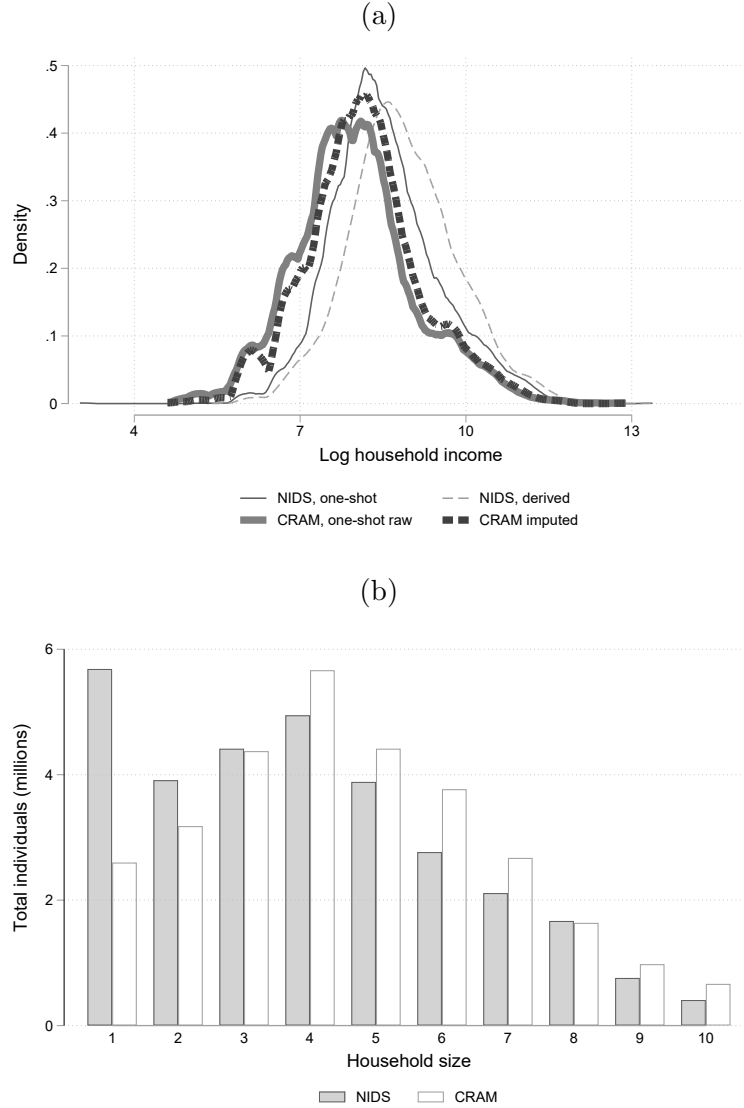 (a)
.5
.4
.3
.2
.1
0
Density
4 7 10 13
Log household income
NIDS, one-shot NIDS, derived
CRAM, one-shot raw CRAM imputed
(b)
6
4
2
0
Total individuals (millions)
1 2 3 4 5 6 7 8 9 10
Household size
NIDS CRAM